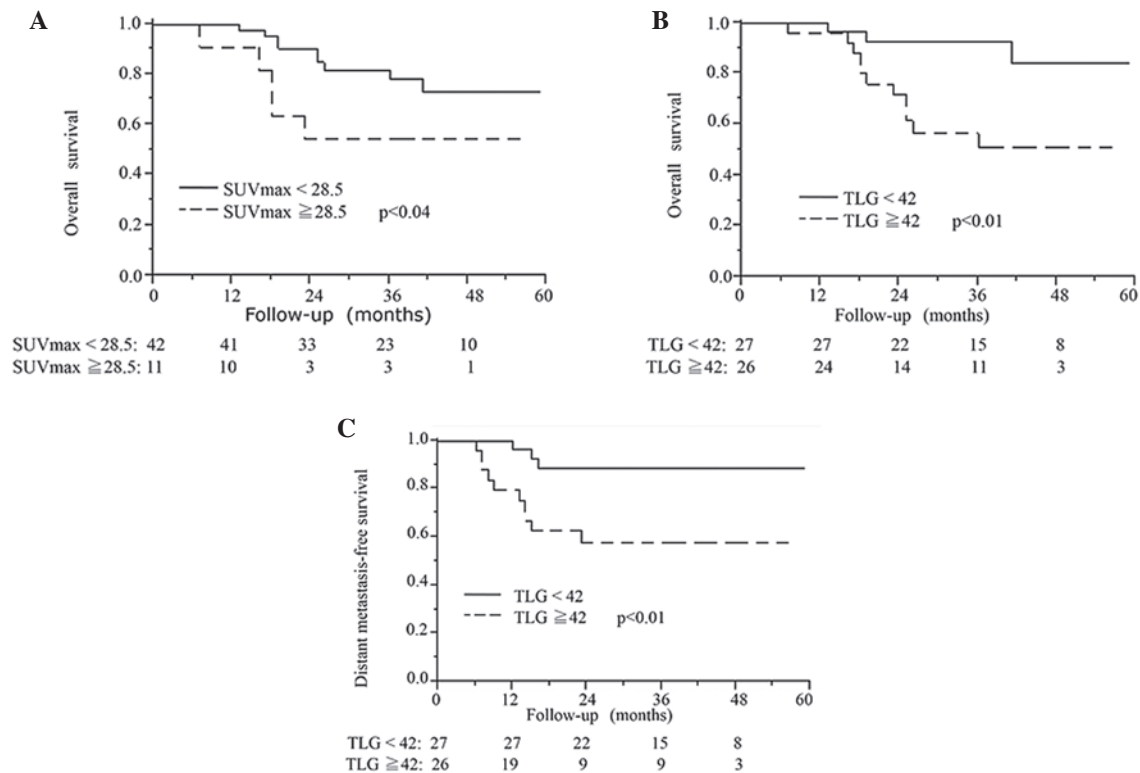 A
1.0
0.8
0.6
0.4
0.2
0.0
Overall survival
SUVmax < 28.5
SUVmax ≧28.5 p<0.04
0 12 24 36 48 60
Follow-up (months)
SUVmax < 28.5: 42 41 33 23 10
SUVmax ≧28.5: 11 10 3 3 1
B
1.0
0.8
0.6
0.4
0.2
0.0
Overall survival
TLG < 42
TLG ≧42 p<0.01
0 12 24 36 48 60
Follow-up (months)
TLG < 42: 27 27 22 15 8
TLG ≧42: 26 24 14 11 3
C
1.0
0.8
0.6
0.4
0.2
0.0
Distant metastasis-free survival
TLG < 42
TLG ≧42 p<0.01
0 12 24 36 48 60
Follow-up (months)
TLG < 42: 27 27 22 15 8
TLG ≧42: 26 19 9 9 3